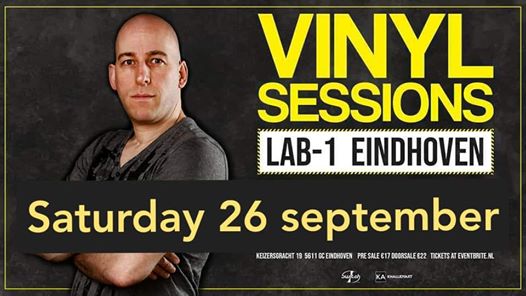 VINYL
SESSIONS
LAB-1 EINDHOVEN
Saturday 26 september
KEIZERSGRACHT 19 5611 GC EINDHOVEN PRE SALE €17 DOORSALE €22 TICKETS AT EVENTBRITE.NL
KA